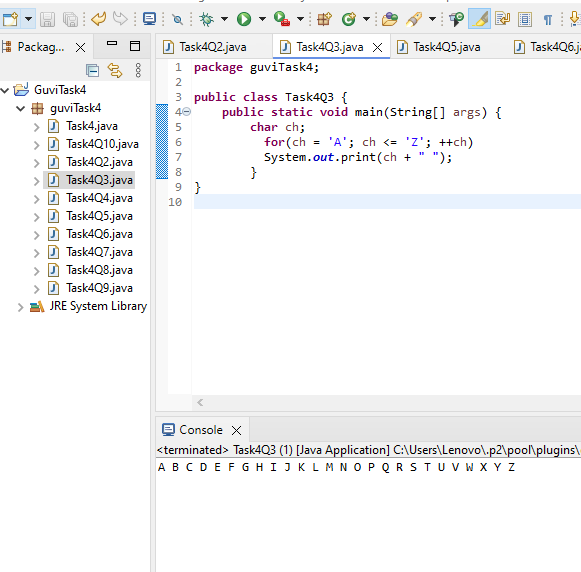 Packag...
GuviTask4
guviTask4
Task4.java
Task4Q10.java
Task4Q2.java
Task4Q3.java
Task4Q4.java
Task4Q5.java
Task4Q6.java
Task4Q7.java
Task4Q8.java
Task4Q9.java
JRE System Library
Task4Q2.java Task4Q3.java Task4Q5.java Task4Q6.j
1 package guviTask4;
2
3 public class Task4Q3 {
4 public static void main(String[] args) {
5 char ch;
6 for(ch = 'A'; ch <= 'Z'; ++ch)
7 System.out.print(ch + " ");
8 }
9 }
10
Console
<terminated> Task4Q3 (1) [Java Application] C:\Users\Lenovo\.p2\pool\plugins\
A B C D E F G H I J K L M N O P Q R S T U V W X Y Z